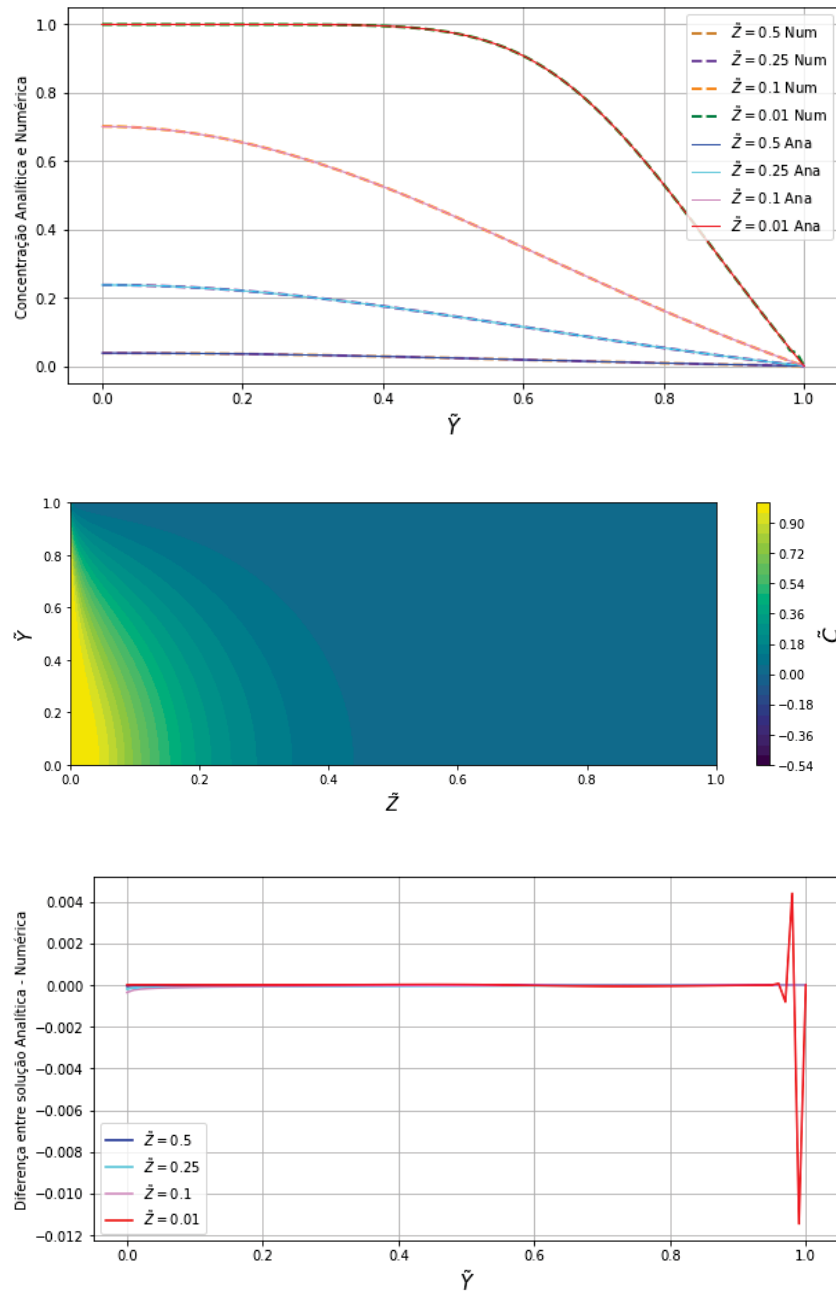 Concentração Analítica e Numérica
1.0
0.8
0.6
0.4
0.2
0.0
Z̃ = 0.5 Num
Z̃ = 0.25 Num
Z̃ = 0.1 Num
Z̃ = 0.01 Num
Z̃ = 0.5 Ana
Z̃ = 0.25 Ana
Z̃ = 0.1 Ana
Z̃ = 0.01 Ana
0.0 0.2 0.4 0.6 0.8 1.0
Ỹ
Ỹ
1.0
0.8
0.6
0.4
0.2
0.0
0.0 0.2 0.4 0.6 0.8 1.0
Z̃
0.90
0.72
0.54
0.36
0.18
0.00
−0.18
−0.36
−0.54
C̃
Diferença entre solução Analítica - Numérica
0.004
0.002
0.000
−0.002
−0.004
−0.006
−0.008
−0.010
−0.012
Z̃ = 0.5
Z̃ = 0.25
Z̃ = 0.1
Z̃ = 0.01
0.0 0.2 0.4 0.6 0.8 1.0
Ỹ